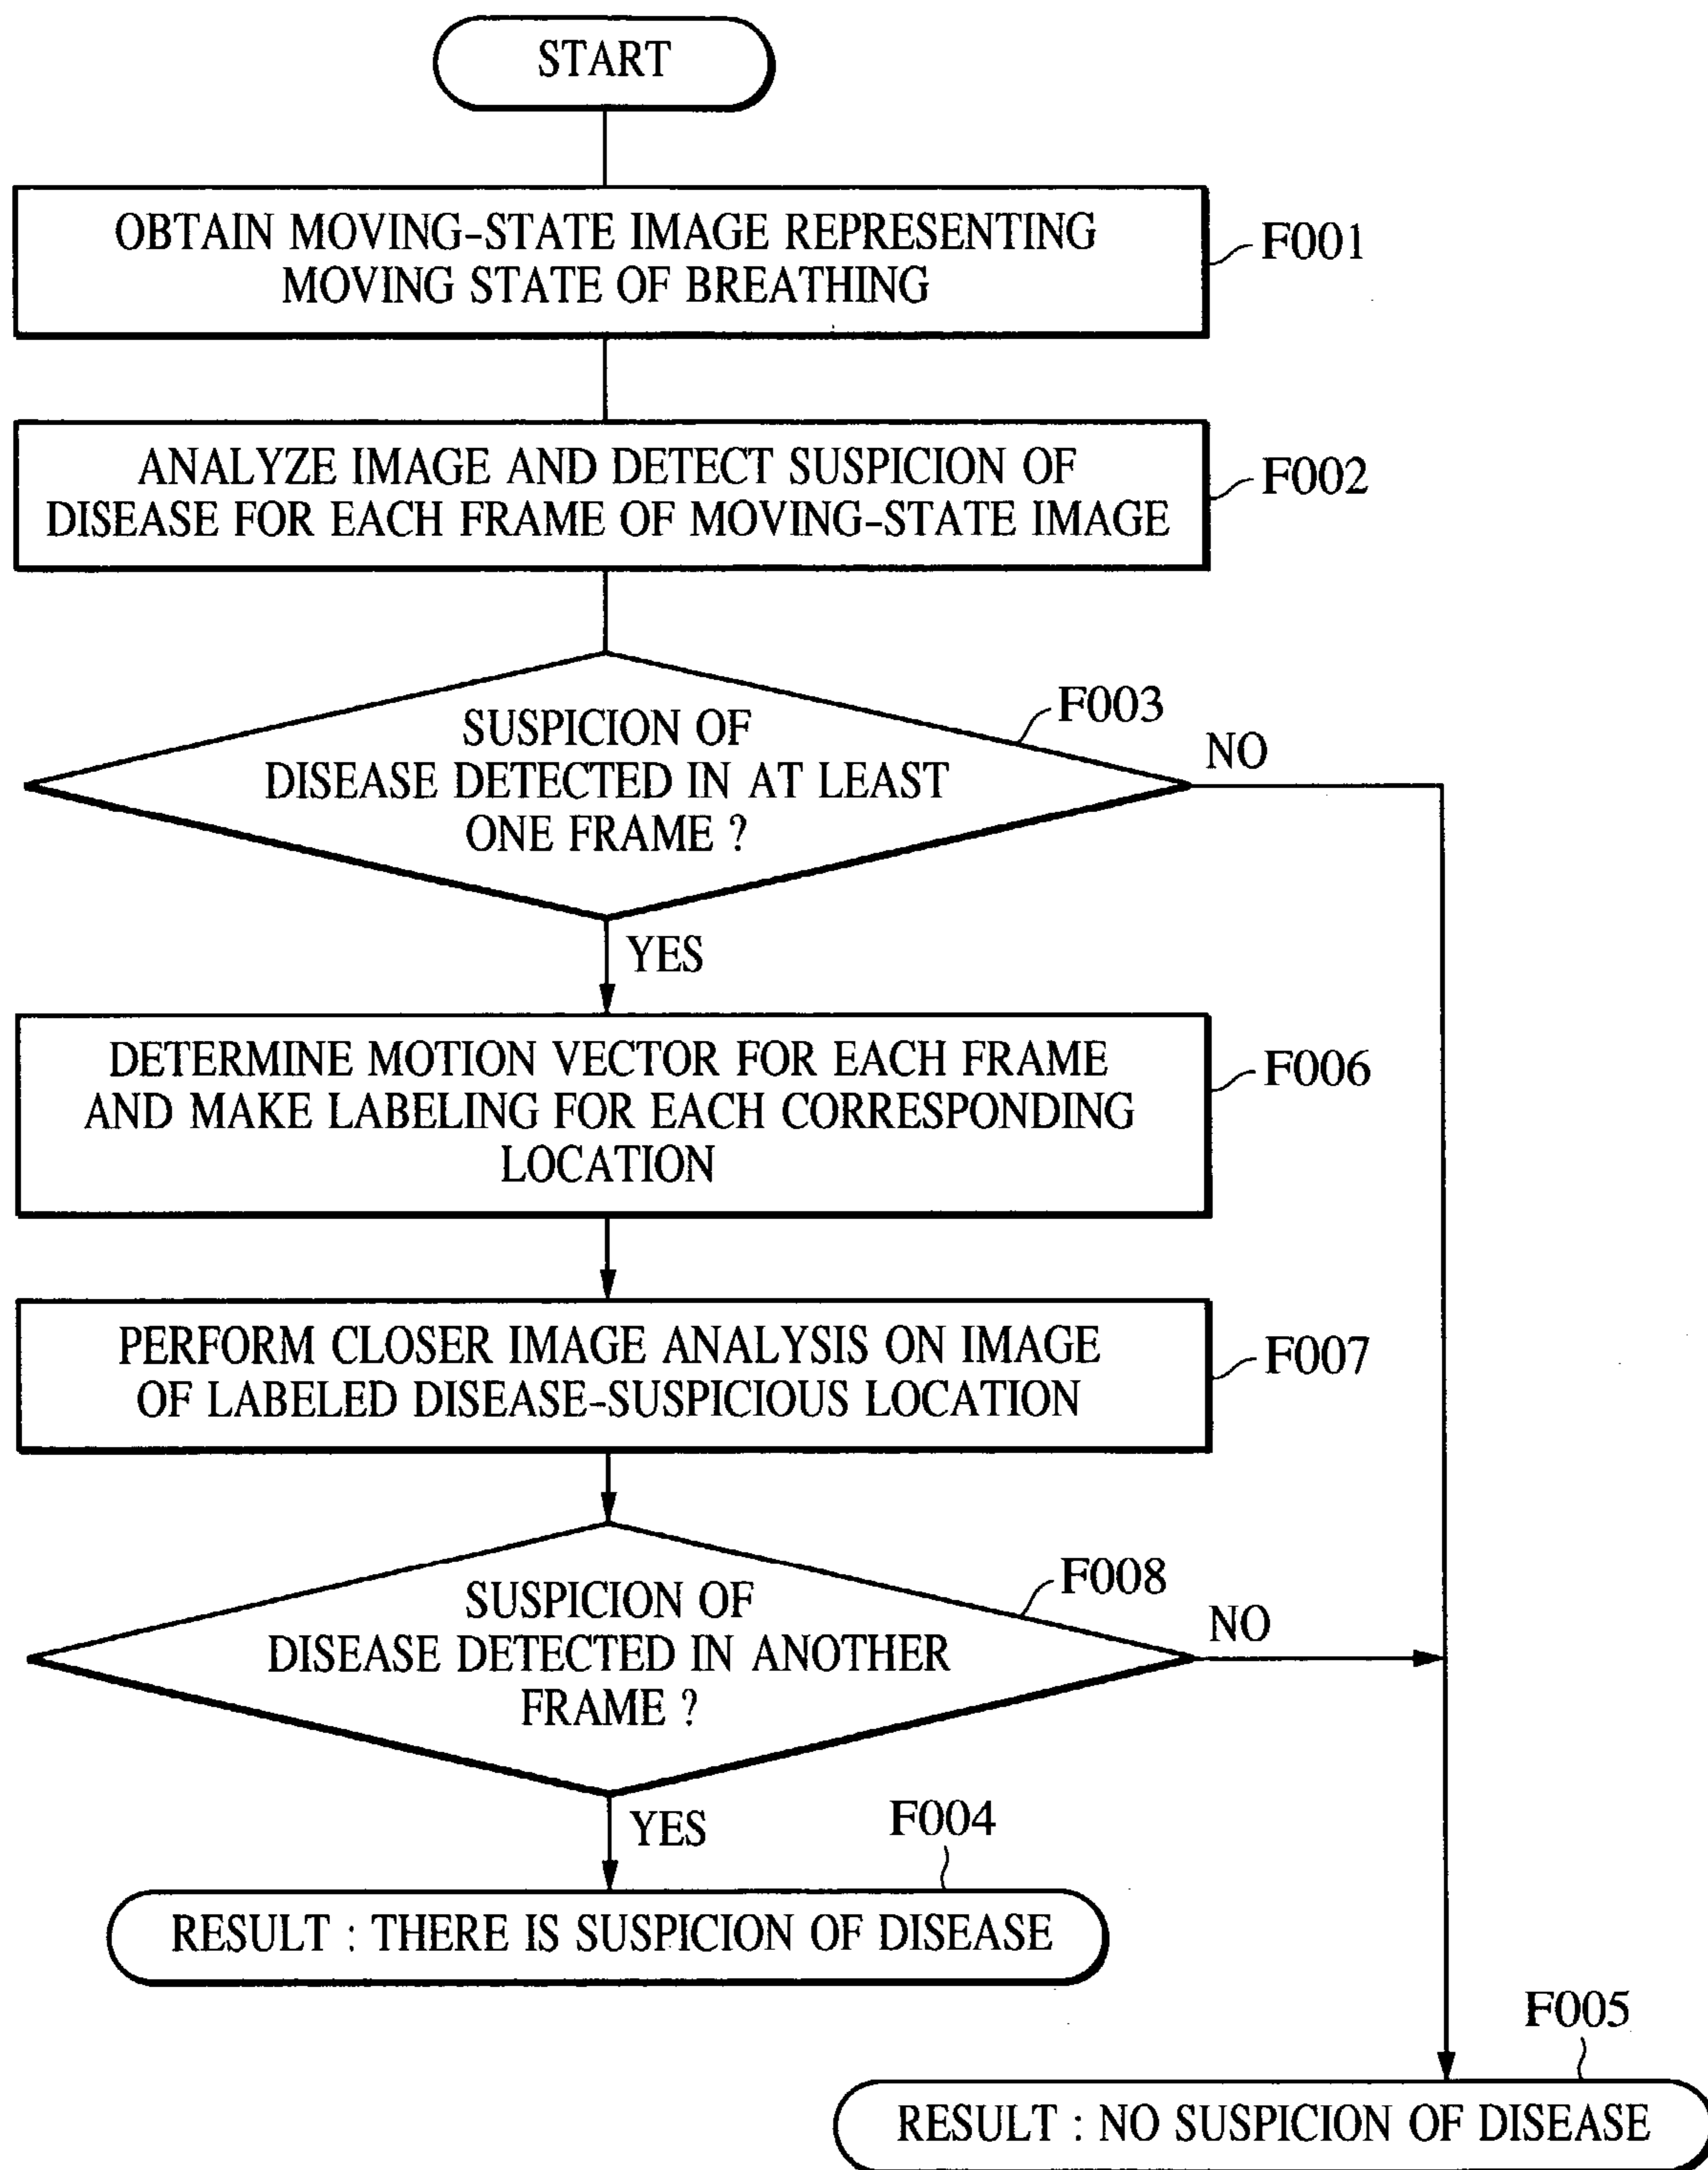 START
OBTAIN MOVING-STATE IMAGE REPRESENTING
MOVING STATE OF BREATHING
F001
ANALYZE IMAGE AND DETECT SUSPICION OF
DISEASE FOR EACH FRAME OF MOVING-STATE IMAGE
F002
SUSPICION OF
DISEASE DETECTED IN AT LEAST
ONE FRAME ?
F003
NO
YES
DETERMINE MOTION VECTOR FOR EACH FRAME
AND MAKE LABELING FOR EACH CORRESPONDING
LOCATION
F006
PERFORM CLOSER IMAGE ANALYSIS ON IMAGE
OF LABELED DISEASE-SUSPICIOUS LOCATION
F007
SUSPICION OF
DISEASE DETECTED IN ANOTHER
FRAME ?
F008
NO
YES
F004
RESULT : THERE IS SUSPICION OF DISEASE
F005
RESULT : NO SUSPICION OF DISEASE